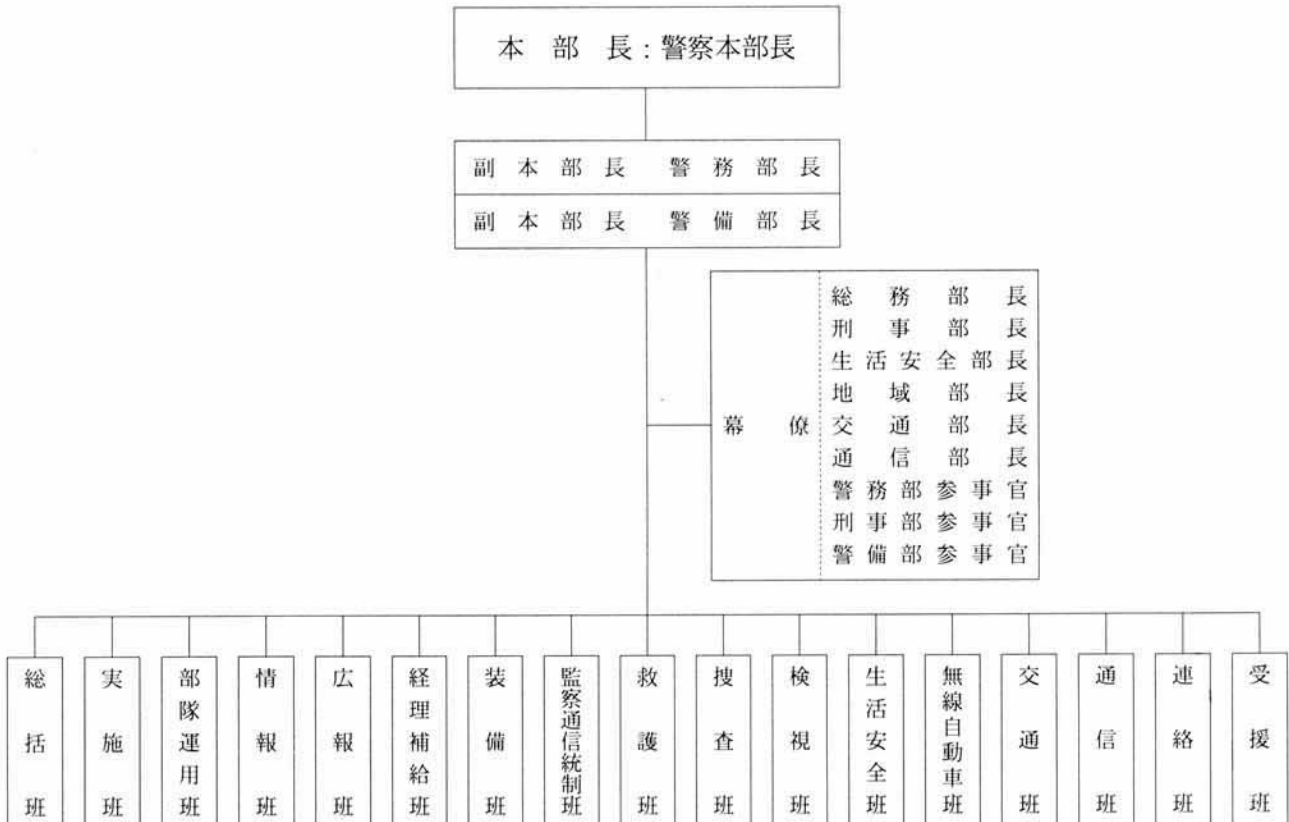 本部長：警察本部長
副本部長 警務部長
副本部長 警備部長
幕僚
総務部長
刑事部長
生活安全部長
地域部長
交通部長
通信部長
警務部参事官
刑事部参事官
警備部参事官
総括班
実施班
部隊運用班
情報班
広報班
経理補給班
装備班
監察通信統制班
救護班
捜査班
検視班
生活安全班
無線自動車班
交通班
通信班
連絡班
受援班